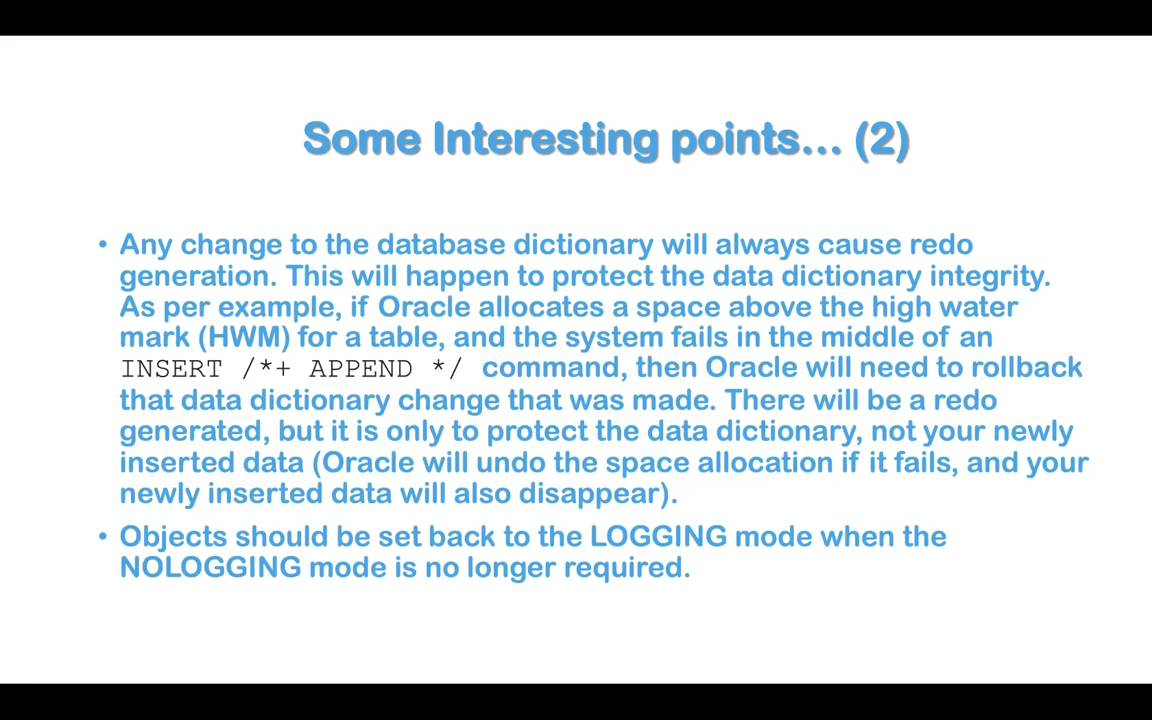 Some Interesting points... (2)
• Any change to the database dictionary will always cause redo
generation. This will happen to protect the data dictionary integrity.
As per example, if Oracle allocates a space above the high water
mark (HWM) for a table, and the system fails in the middle of an
INSERT /*+ APPEND */ command, then Oracle will need to rollback
that data dictionary change that was made. There will be a redo
generated, but it is only to protect the data dictionary, not your newly
inserted data (Oracle will undo the space allocation if it fails, and your
newly inserted data will also disappear).
• Objects should be set back to the LOGGING mode when the
NOLOGGING mode is no longer required.